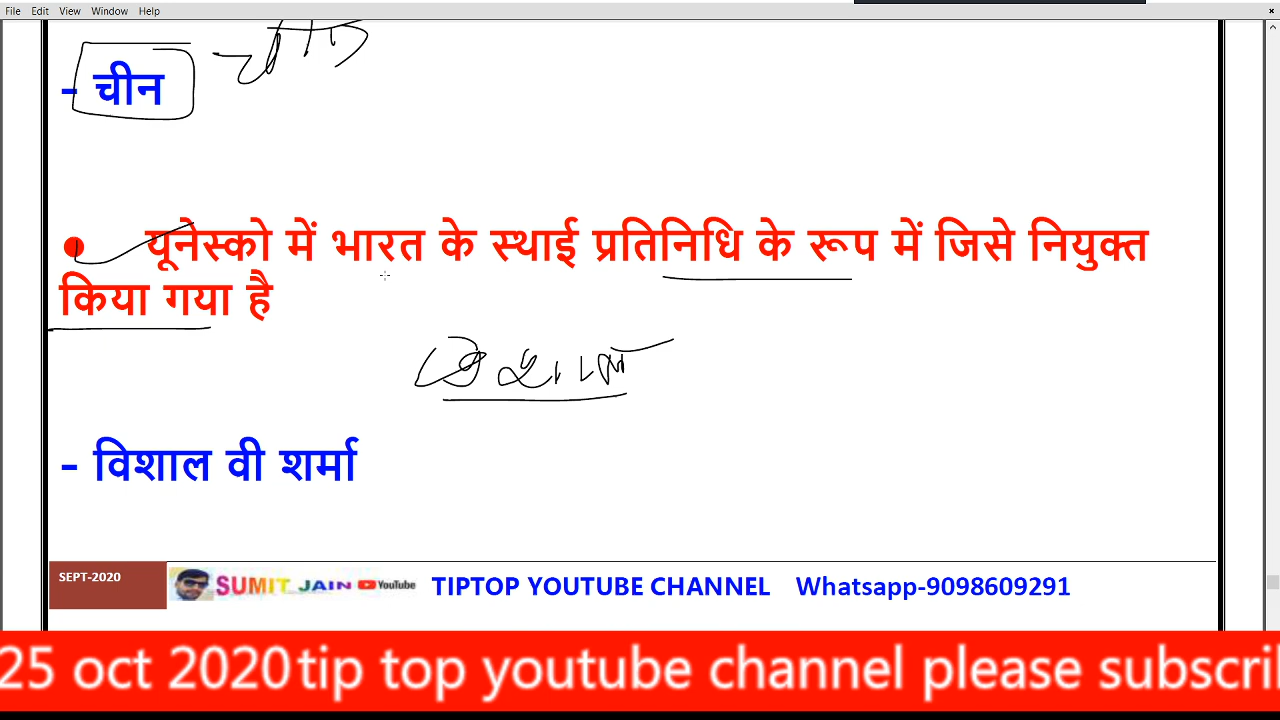 File Edit View Window Help
- चीन
• यूनेस्को में भारत के स्थाई प्रतिनिधि के रूप में जिसे नियुक्त
किया गया है
- विशाल वी शर्मा
SEPT-2020 SUMIT JAIN YouTube TIPTOP YOUTUBE CHANNEL Whatsapp-9098609291
25 oct 2020 tip top youtube channel please subscri